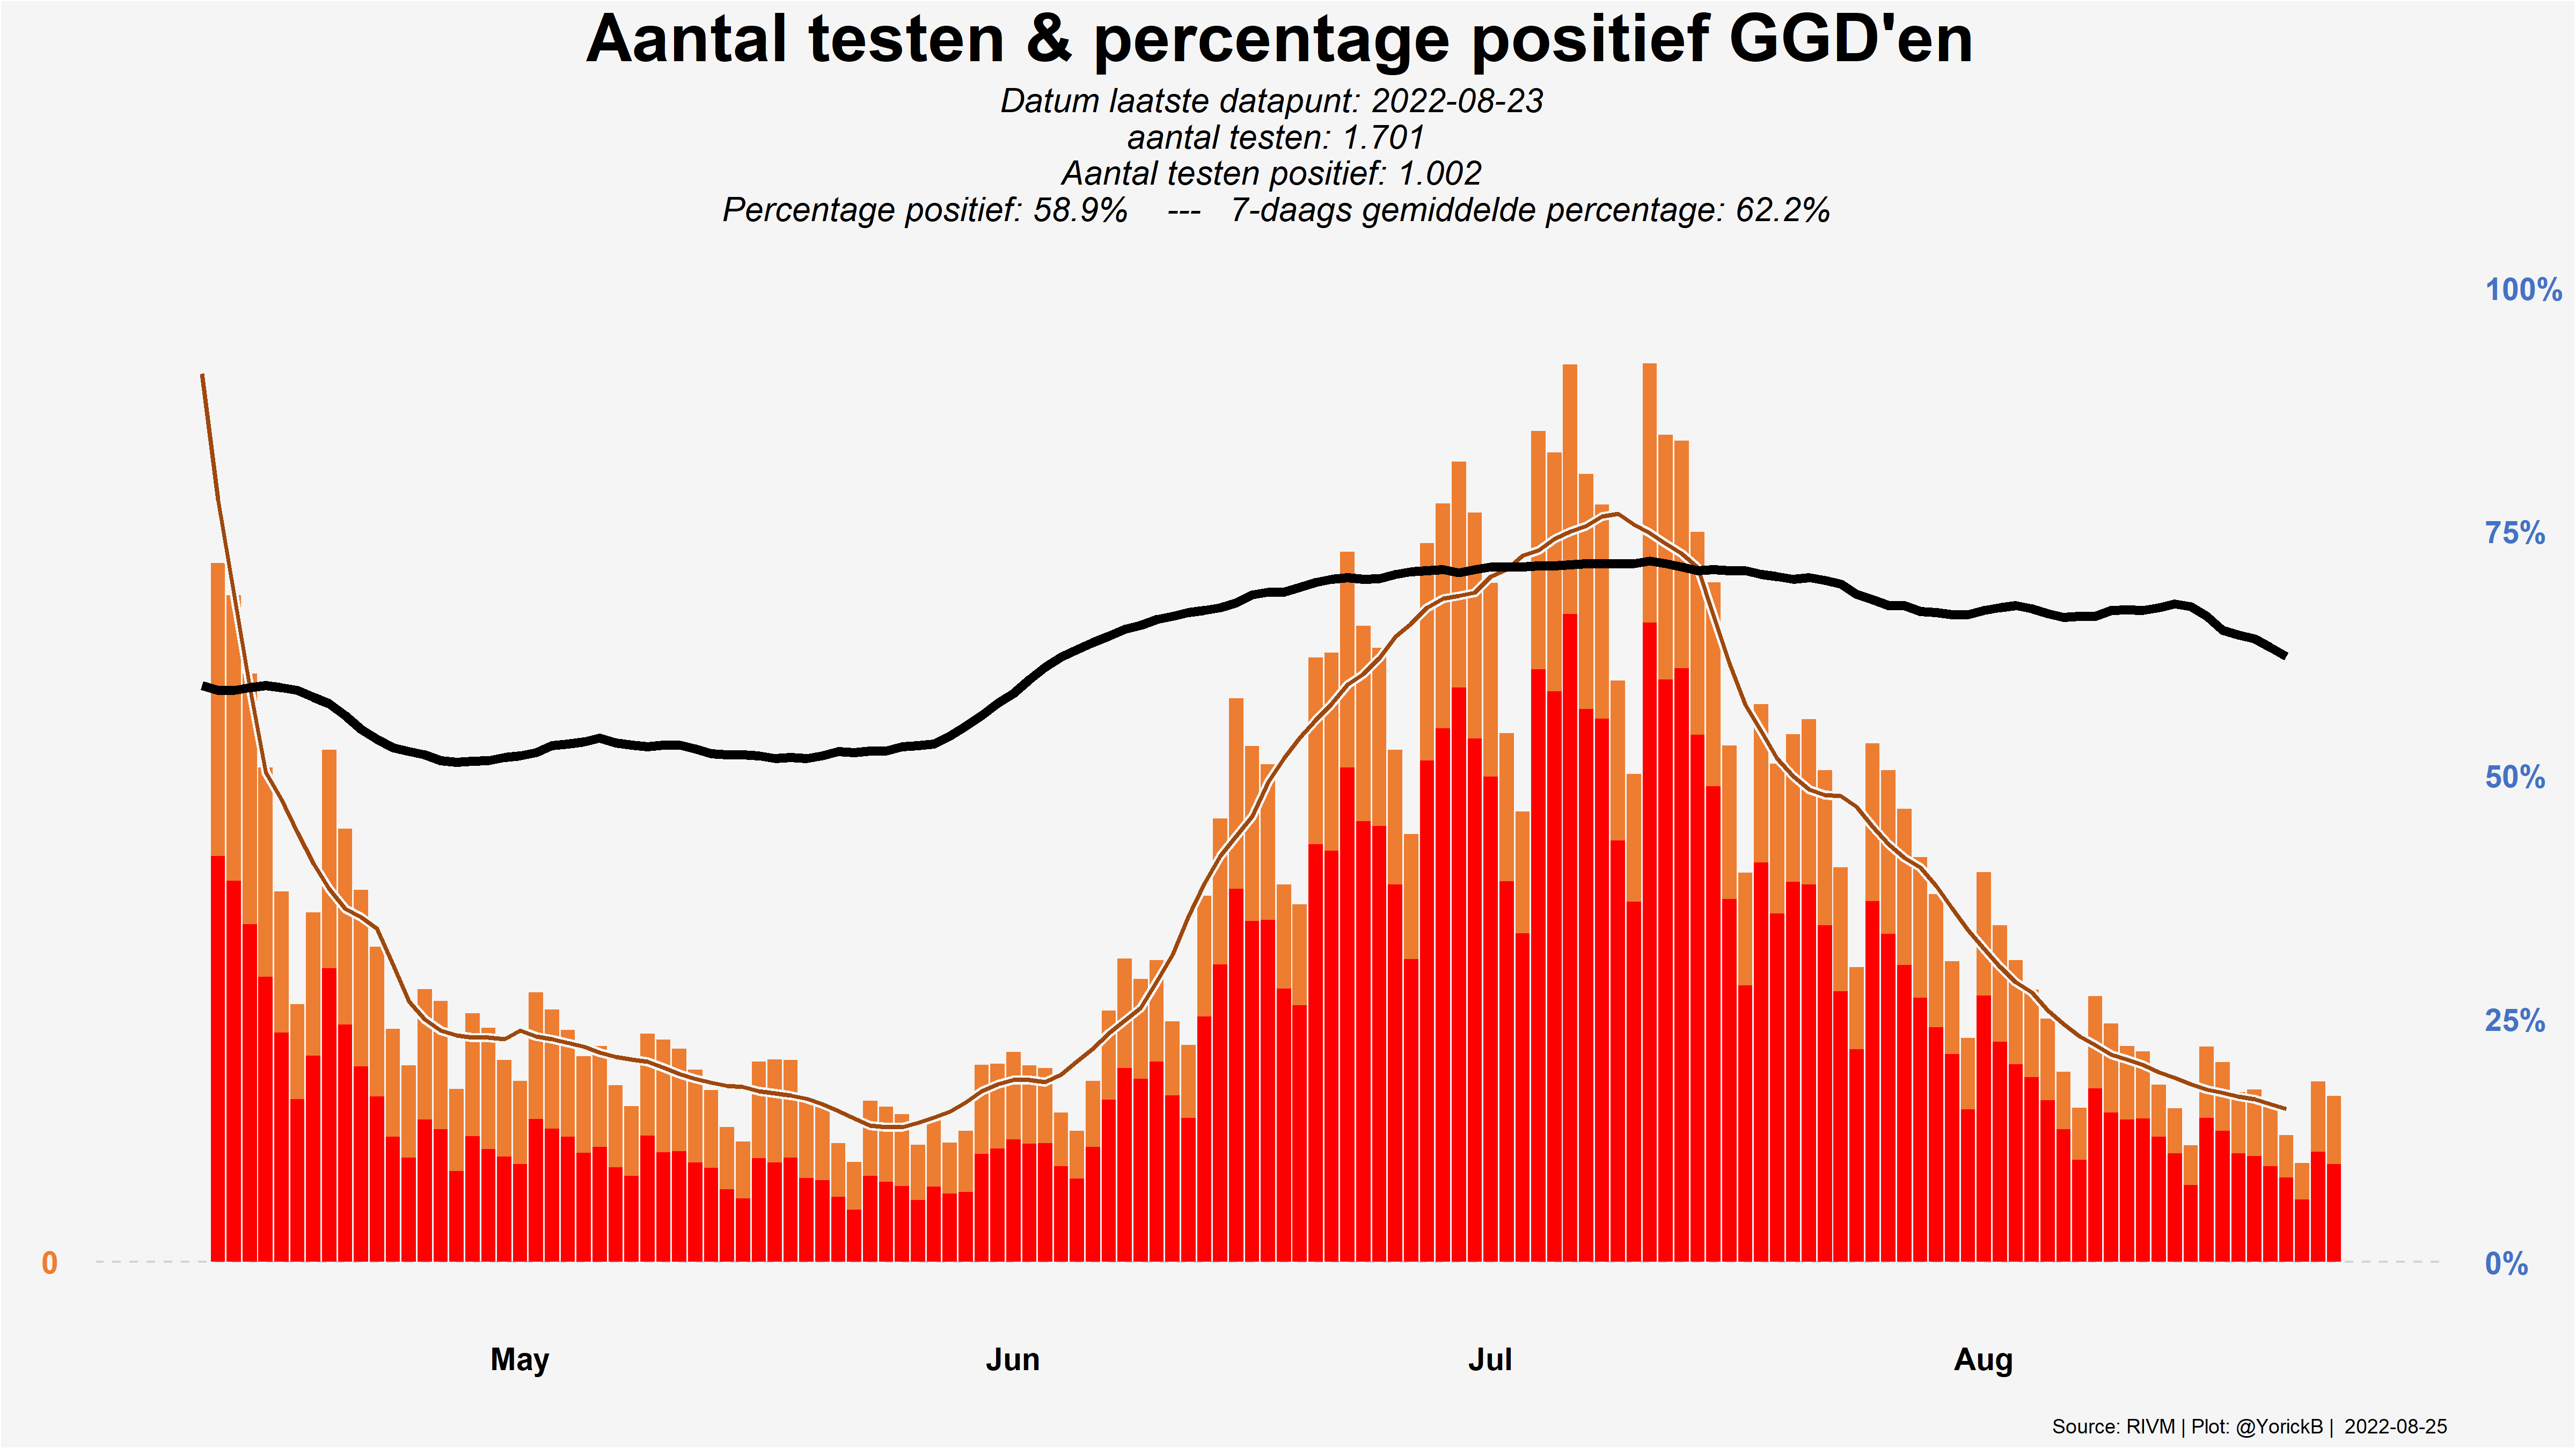 Aantal testen & percentage positief GGD'en
Datum laatste datapunt: 2022-08-23
aantal testen: 1.701
Aantal testen positief: 1.002
Percentage positief: 58.9% --- 7-daags gemiddelde percentage: 62.2%
100%
75%
50%
25%
0 0%
May Jun Jul Aug
Source: RIVM | Plot: @YorickB | 2022-08-25